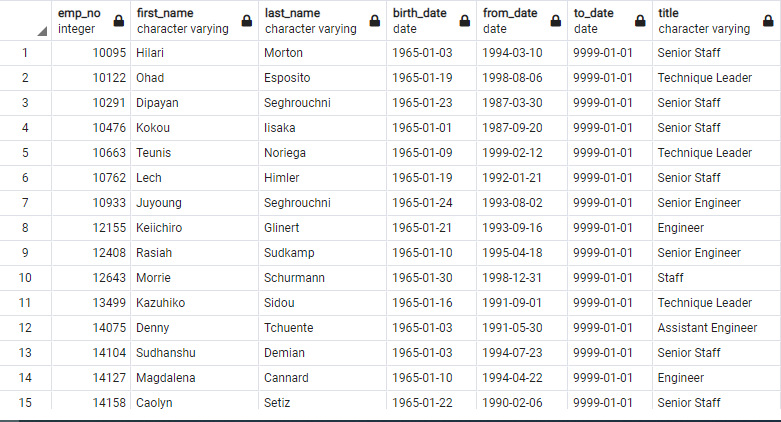 emp_no first_name last_name birth_date from_date to_date title
integer character varying character varying date date date character varying
1 10095 Hilari Morton 1965-01-03 1994-03-10 9999-01-01 Senior Staff
2 10122 Ohad Esposito 1965-01-19 1998-08-06 9999-01-01 Technique Leader
3 10291 Dipayan Seghrouchni 1965-01-23 1987-03-30 9999-01-01 Senior Staff
4 10476 Kokou Iisaka 1965-01-01 1987-09-20 9999-01-01 Senior Staff
5 10663 Teunis Noriega 1965-01-09 1999-02-12 9999-01-01 Technique Leader
6 10762 Lech Himler 1965-01-19 1992-01-21 9999-01-01 Senior Staff
7 10933 Juyoung Seghrouchni 1965-01-24 1993-08-02 9999-01-01 Senior Engineer
8 12155 Keiichiro Glinert 1965-01-21 1993-09-16 9999-01-01 Engineer
9 12408 Rasiah Sudkamp 1965-01-10 1995-04-18 9999-01-01 Senior Engineer
10 12643 Morrie Schurmann 1965-01-30 1998-12-31 9999-01-01 Staff
11 13499 Kazuhiko Sidou 1965-01-16 1991-09-01 9999-01-01 Technique Leader
12 14075 Denny Tchuente 1965-01-03 1991-05-30 9999-01-01 Assistant Engineer
13 14104 Sudhanshu Demian 1965-01-03 1994-07-23 9999-01-01 Senior Staff
14 14127 Magdalena Cannard 1965-01-10 1994-04-22 9999-01-01 Engineer
15 14158 Caolyn Setiz 1965-01-22 1990-02-06 9999-01-01 Senior Staff